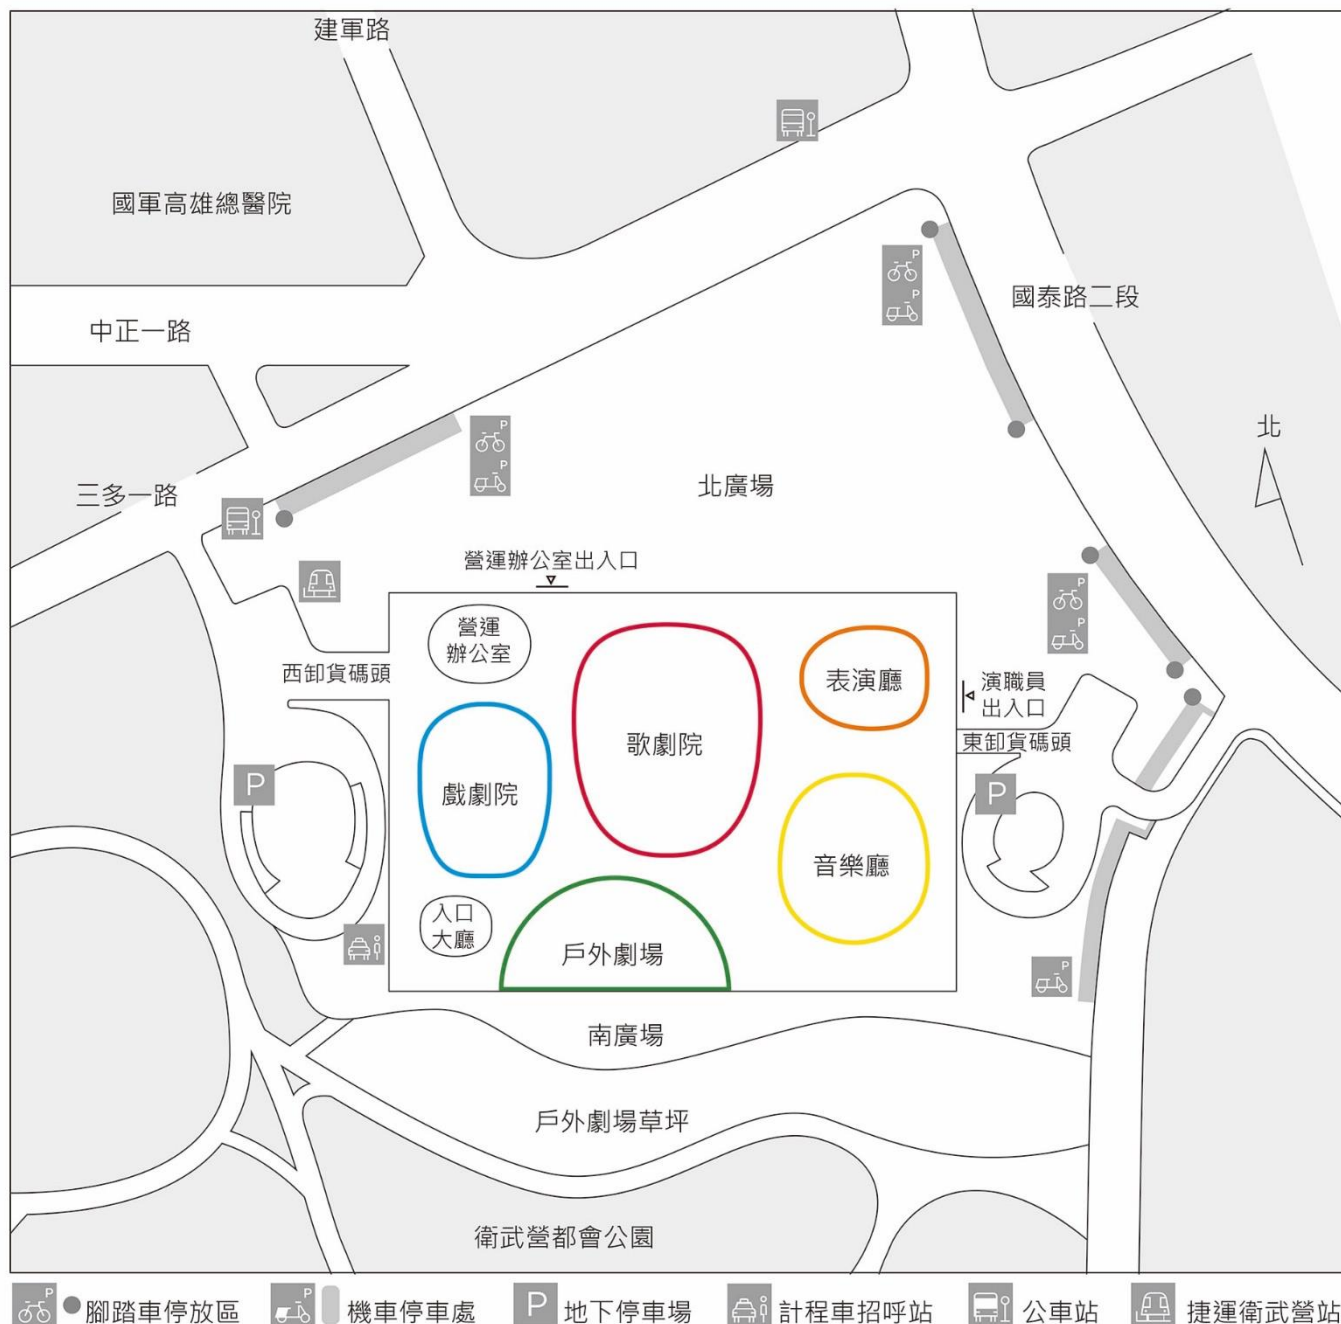 建軍路
國軍高雄總醫院
中正一路
國泰路二段
三多一路
北廣場
北
營運辦公室出入口
營運
辦公室
西卸貨碼頭
歌劇院
表演廳
演職員
出入口
東卸貨碼頭
戲劇院
P
P
音樂廳
入口
大廳
戶外劇場
南廣場
戶外劇場草坪
衛武營都會公園
P
P
P
P
P
P
P
P 腳踏車停放區
P 機車停車處
P 地下停車場
計程車招呼站
公車站
捷運衛武營站